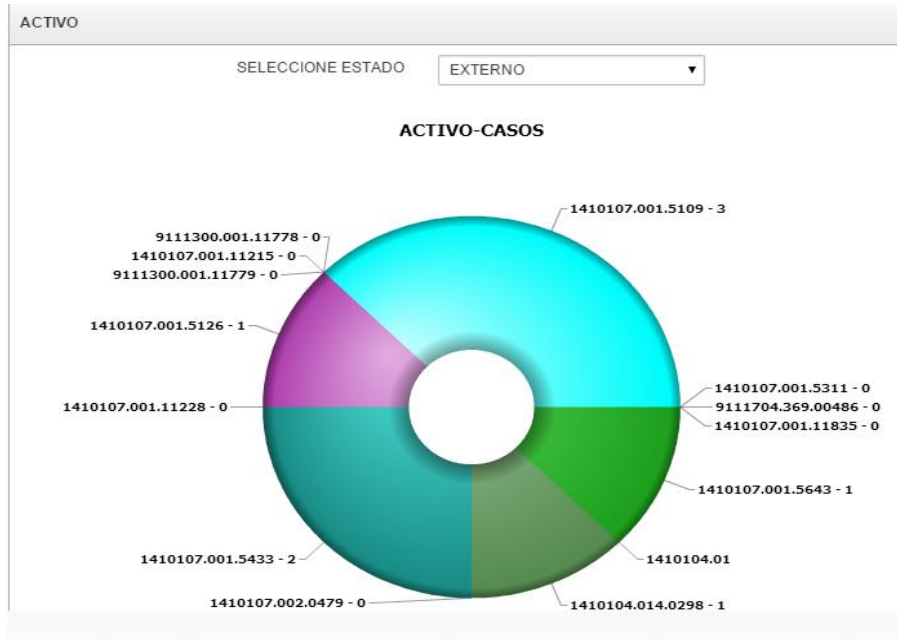 ACTIVO
SELECCIONE ESTADO
EXTERNO
ACTIVO-CASOS
1410107.001.5109 - 3
9111300.001.11778 - 0
1410107.001.11215 - 0
9111300.001.11779 - 0
1410107.001.5126 - 1
1410107.001.11228 - 0
1410107.001.5311 - 0
9111704.369.00486 - 0
1410107.001.11835 - 0
1410107.001.5643 - 1
1410107.001.5433 - 2
1410104.01
1410107.002.0479 - 0
1410104.014.0298 - 1